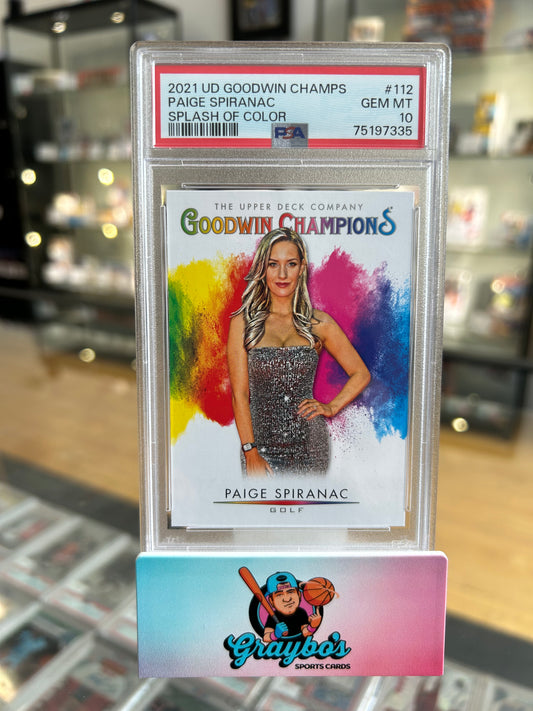 2021 UD GOODWIN CHAMPS #112
PAIGE SPIRANAC GEM MT
SPLASH OF COLOR 10
PSA 75197335
THE UPPER DECK COMPANY
GOODWIN CHAMPIONS
PAIGE SPIRANAC
GOLF
Graybo's
SPORTS CARDS